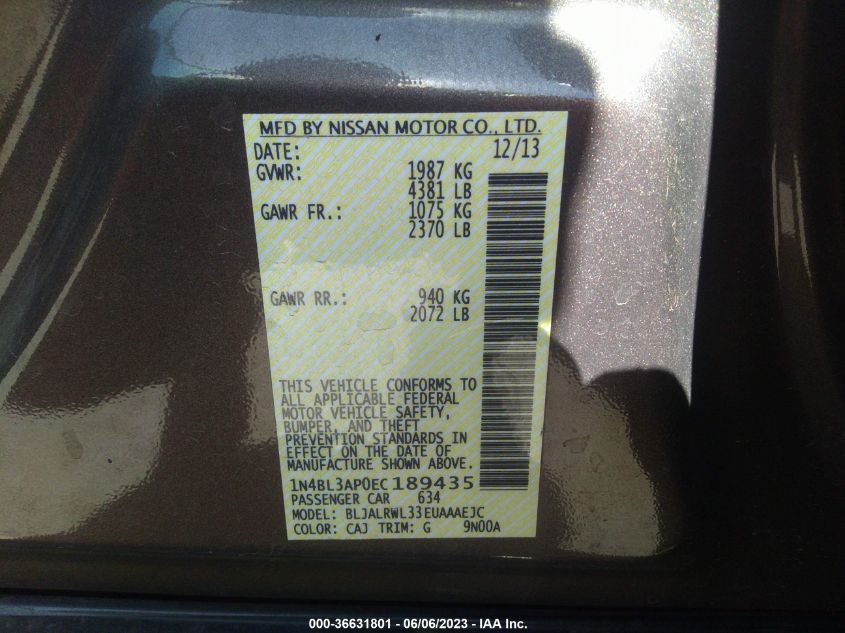 MFD BY NISSAN MOTOR CO., LTD.
DATE: 12/13
GVWR: 1987 KG
4381 LB
GAWR FR.: 1075 KG
2370 LB
GAWR RR.: 940 KG
2072 LB
THIS VEHICLE CONFORMS TO
ALL APPLICABLE FEDERAL
MOTOR VEHICLE SAFETY,
BUMPER, AND THEFT
PREVENTION STANDARDS IN
EFFECT ON THE DATE OF
MANUFACTURE SHOWN ABOVE.
1N4BL3AP0EC189435
PASSENGER CAR 634
MODEL: BLJALRWL33EUAAAEJC
COLOR: CAJ TRIM: G 9N00A
000-36631801 - 06/06/2023 - IAA Inc.